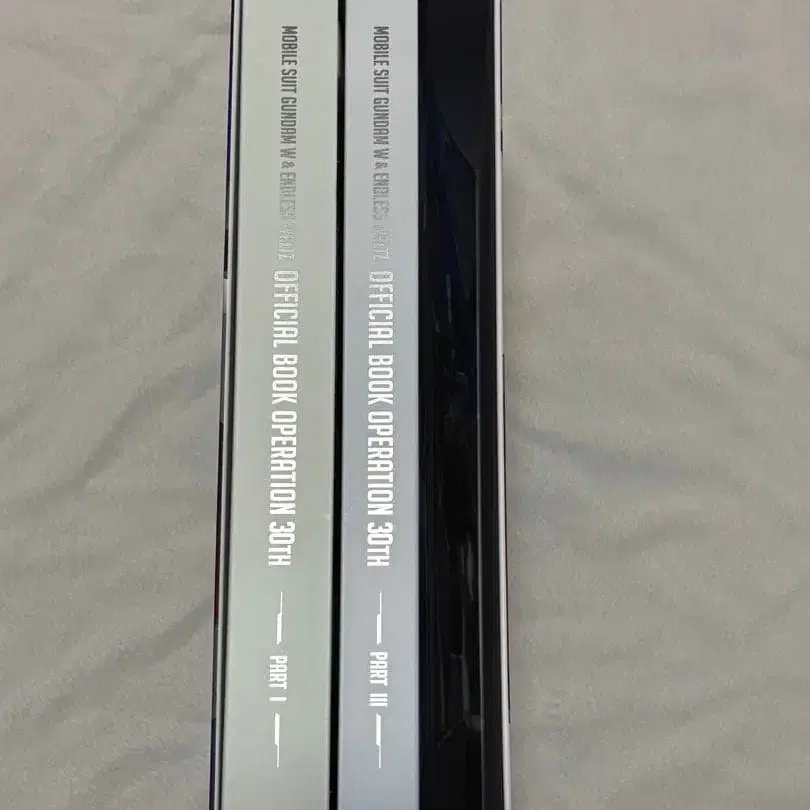 MOBILE SUIT GUNDAM W & ENDLESS WALTZ OFFICIAL BOOK OPERATION 30TH PART I
MOBILE SUIT GUNDAM W & ENDLESS WALTZ OFFICIAL BOOK OPERATION 30TH PART III